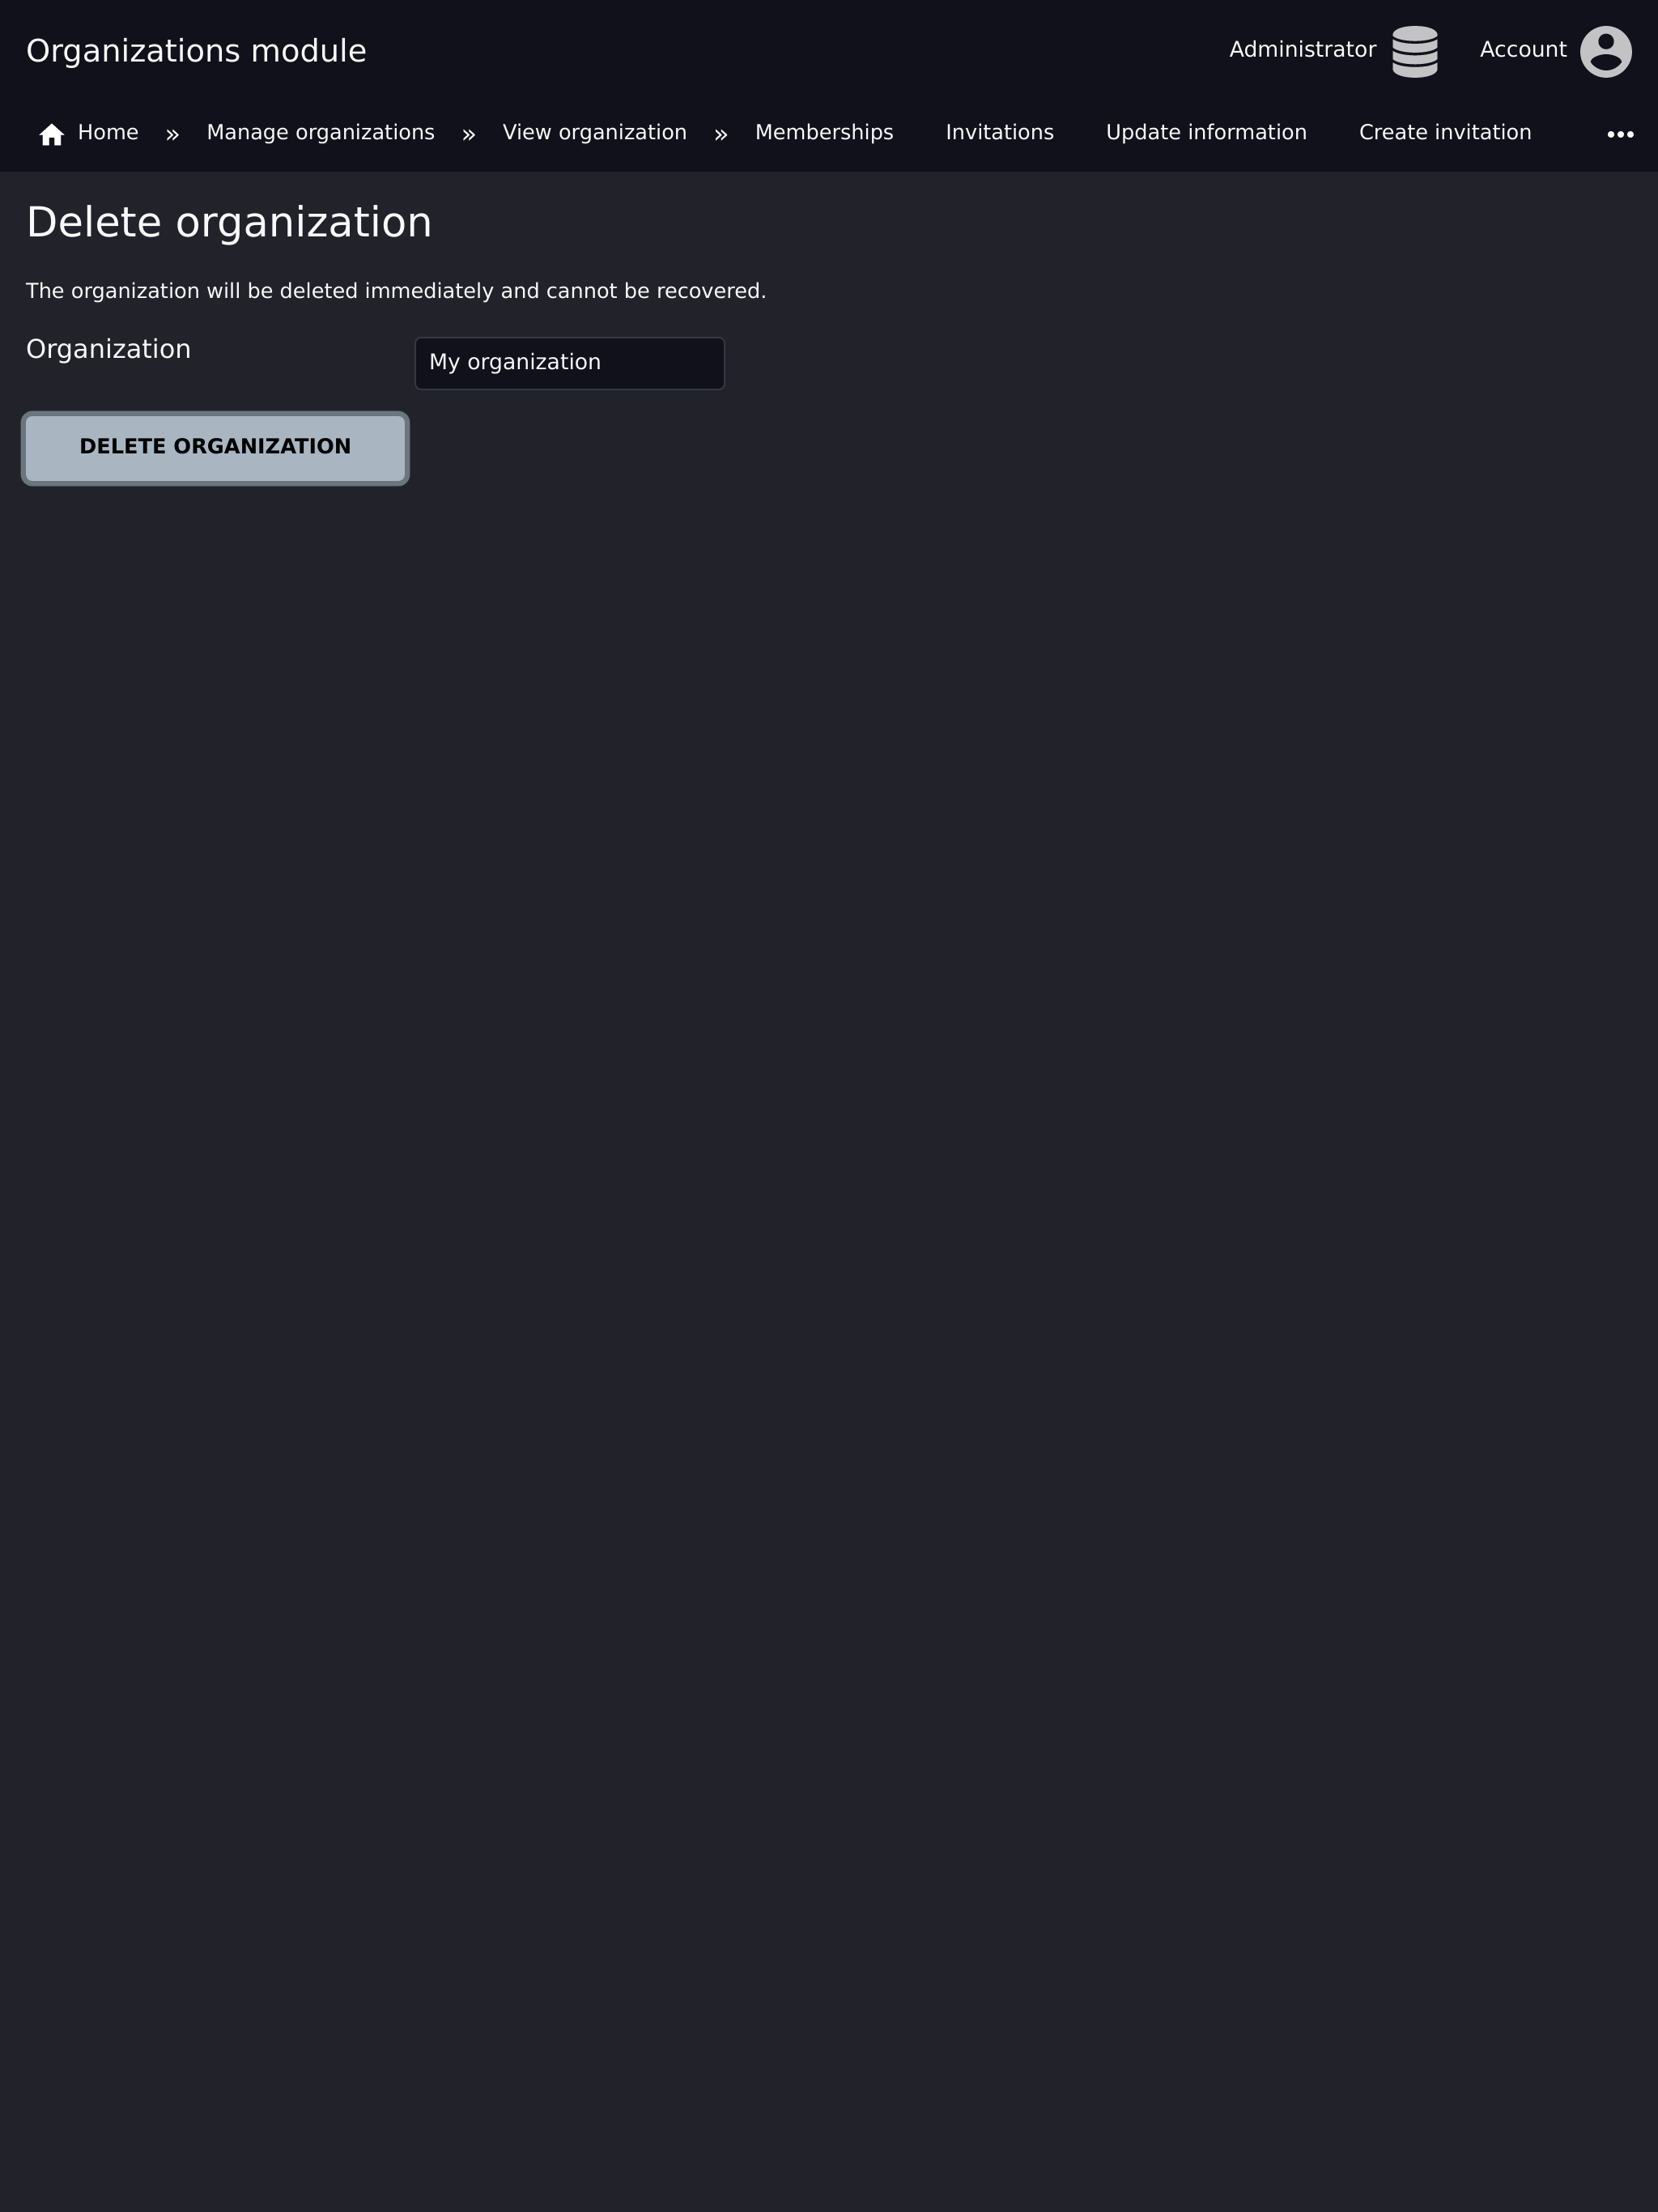 Organizations module
Administrator Account
Home » Manage organizations » View organization » Memberships Invitations Update information Create invitation
Delete organization
The organization will be deleted immediately and cannot be recovered.
Organization My organization
DELETE ORGANIZATION